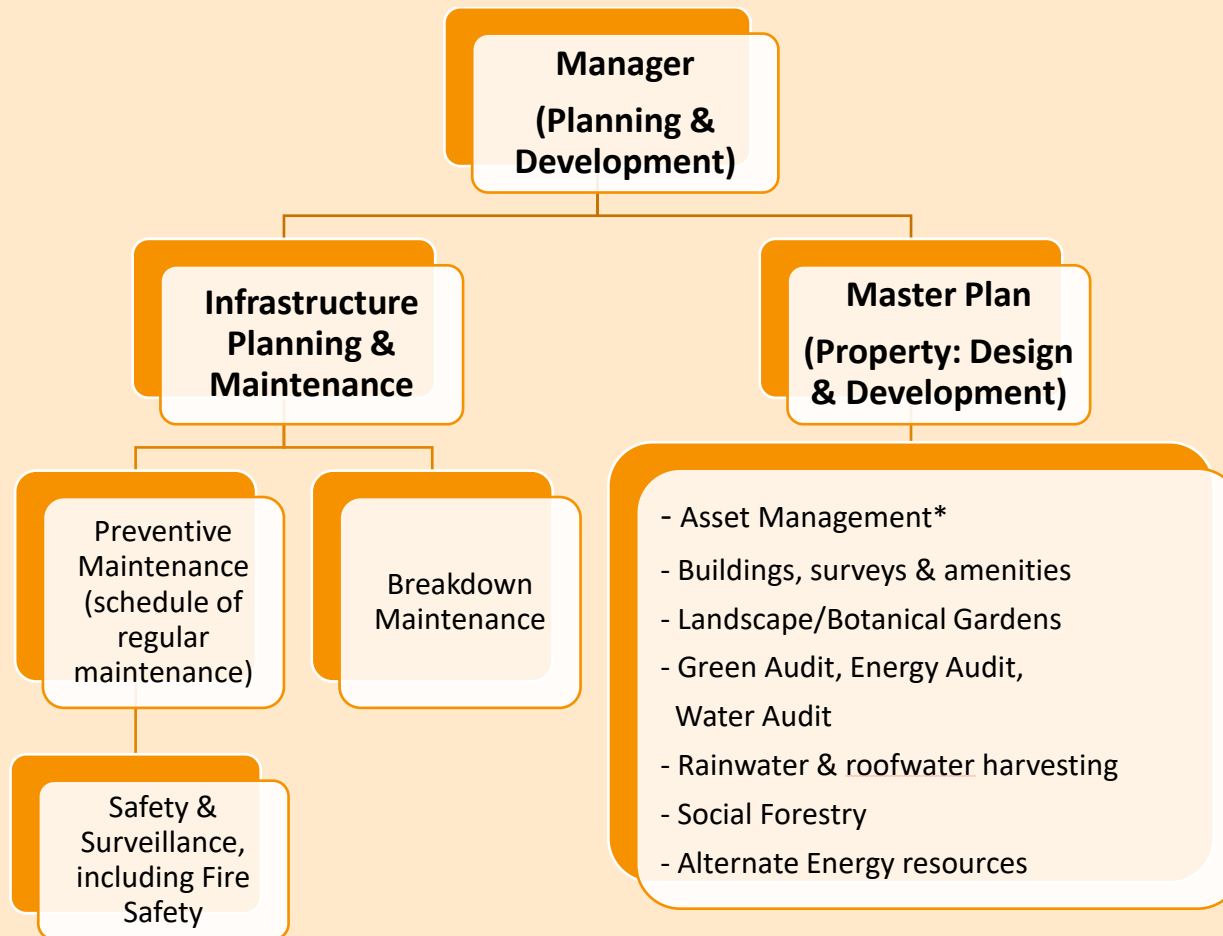 Manager
(Planning &
Development)
Infrastructure
Planning &
Maintenance
Master Plan
(Property: Design
& Development)
Preventive
Maintenance
(schedule of
regular
maintenance)
Breakdown
Maintenance
Safety &
Surveillance,
including Fire
Safety
- Asset Management*
- Buildings, surveys & amenities
- Landscape/Botanical Gardens
- Green Audit, Energy Audit,
Water Audit
- Rainwater & roofwater harvesting
- Social Forestry
- Alternate Energy resources